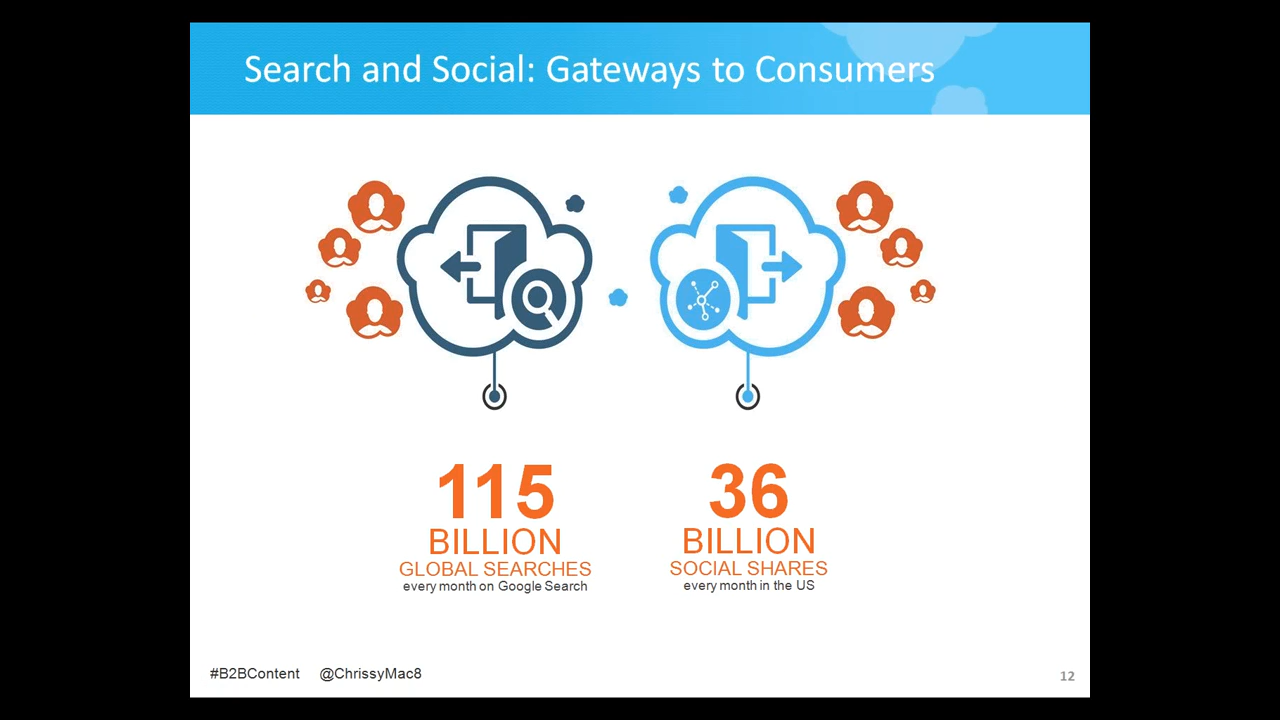 Search and Social: Gateways to Consumers
115
BILLION
GLOBAL SEARCHES
every month on Google Search
36
BILLION
SOCIAL SHARES
every month in the US
#B2BContent @ChrissyMac8
12